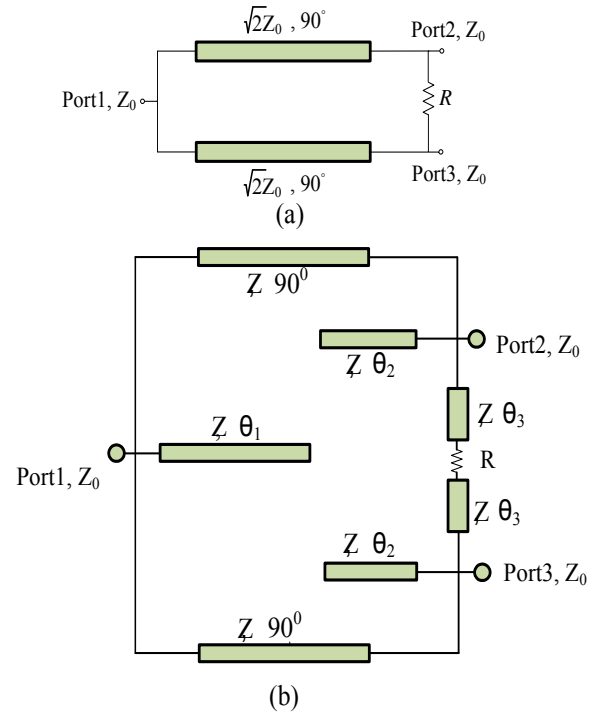 √2Z₀ , 90°
Port2, Z₀
Port1, Z₀
R
√2Z₀ , 90°
Port3, Z₀
(a)
Z, 90⁰
Port2, Z₀
Z, θ₂
Z, θ₃
Z, θ₁
R
Port1, Z₀
Z, θ₃
Z, θ₂
Port3, Z₀
Z, 90⁰
(b)